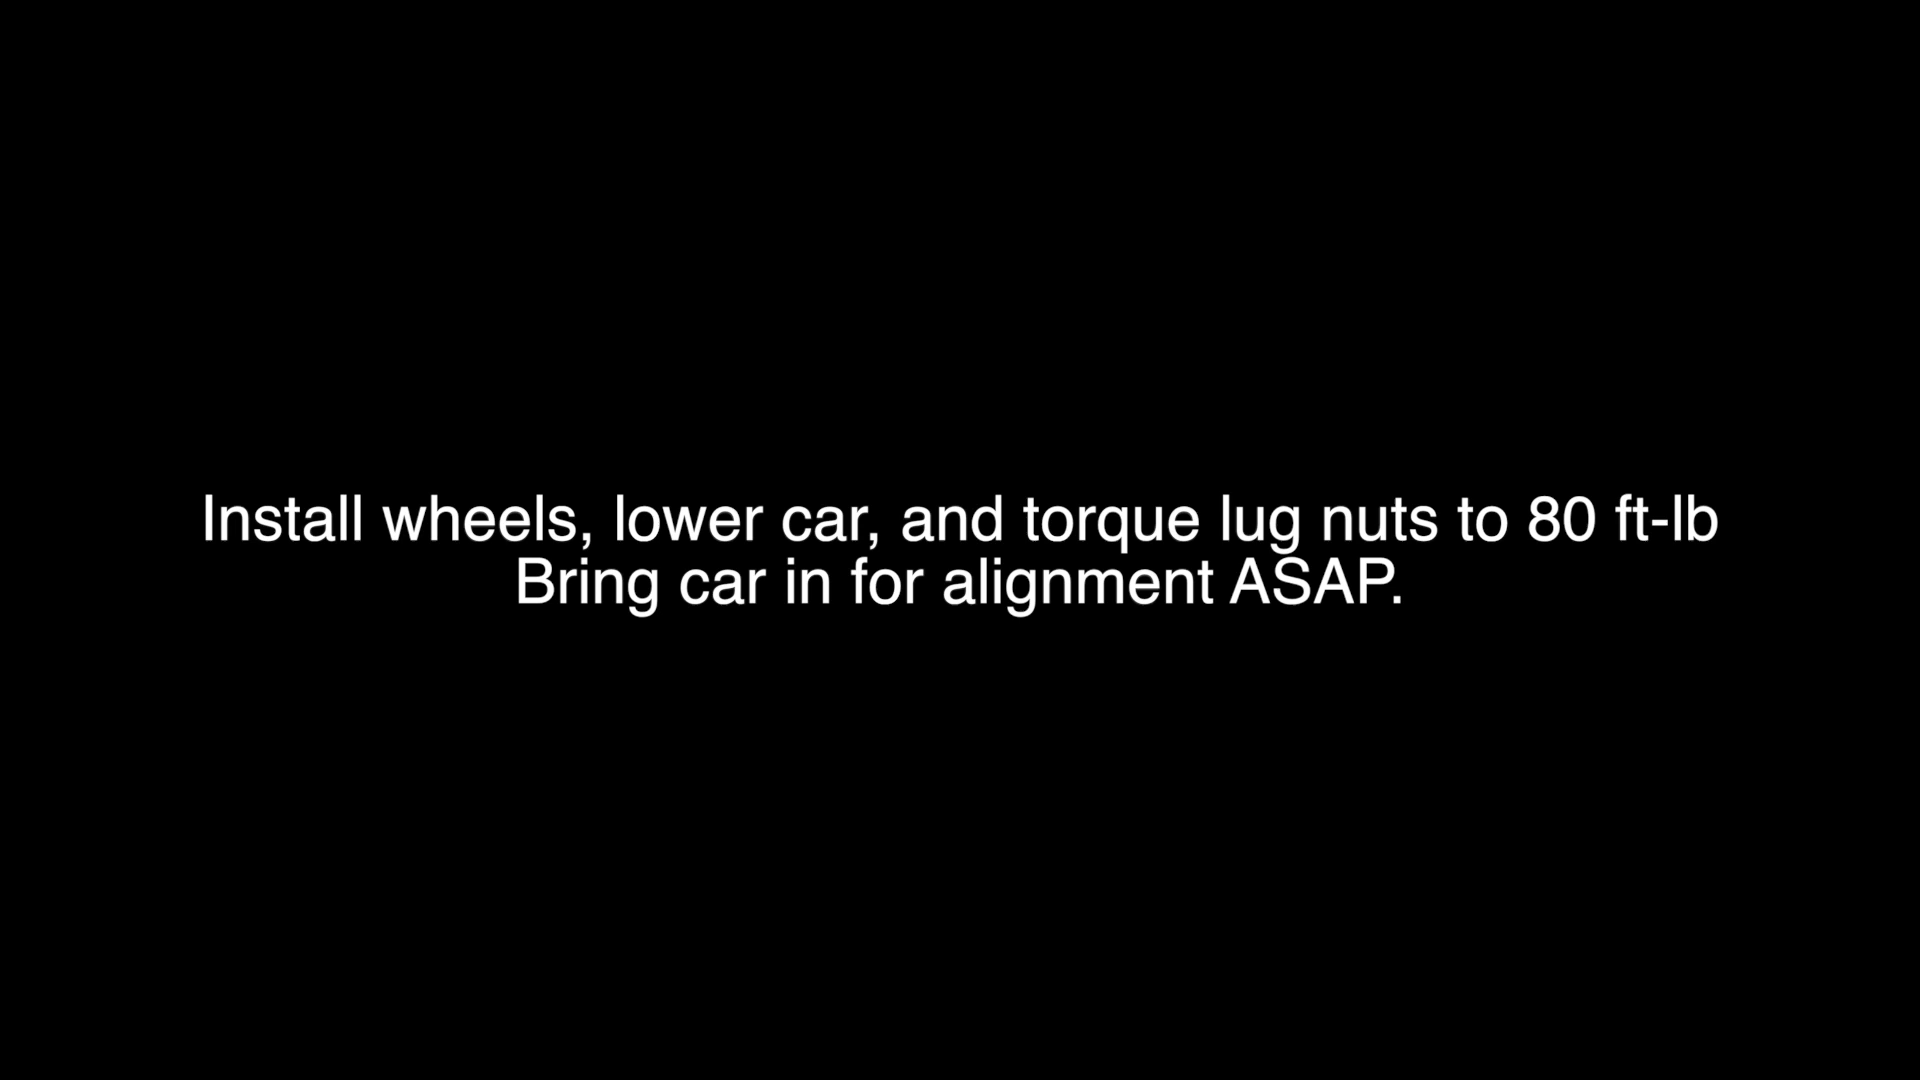 Install wheels, lower car, and torque lug nuts to 80 ft-lb
Bring car in for alignment ASAP.